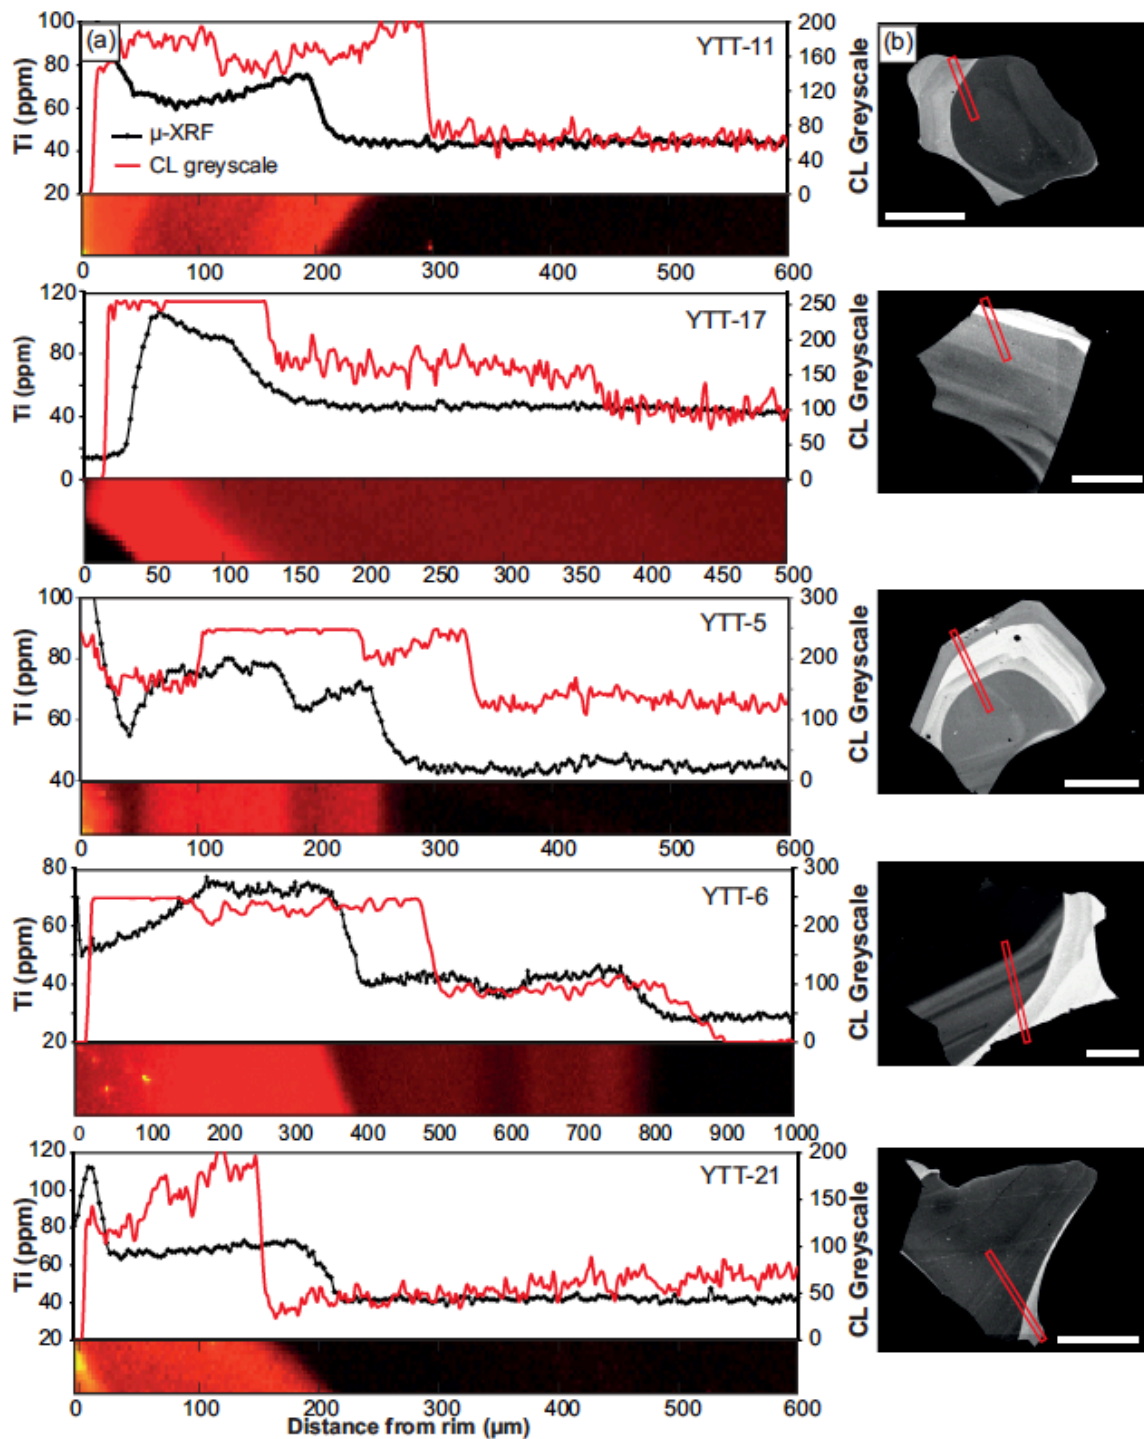 (a)
YTT-11
Ti (ppm)
100
80
60
40
20
μ-XRF
CL greyscale
200
160
120
80
40
0
CL Greyscale
(b)
0 100 200 300 400 500 600
YTT-17
Ti (ppm)
120
80
40
0
250
200
150
100
50
0
CL Greyscale
0 50 100 150 200 250 300 350 400 450 500
YTT-5
Ti (ppm)
100
80
60
40
300
200
100
0
CL Greyscale
0 100 200 300 400 500 600
YTT-6
Ti (ppm)
80
60
40
20
300
200
100
0
CL Greyscale
0 100 200 300 400 500 600 700 800 900 1000
YTT-21
Ti (ppm)
120
100
80
60
40
20
200
150
100
50
0
CL Greyscale
0 100 200 300 400 500 600
Distance from rim (μm)